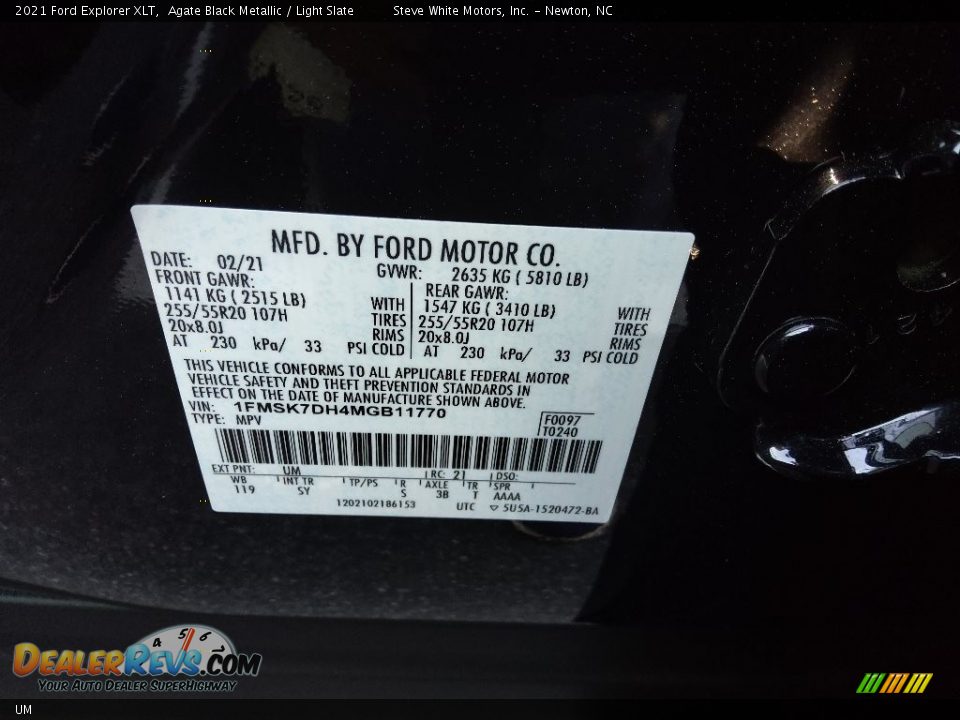 2021 Ford Explorer XLT, Agate Black Metallic / Light Slate Steve White Motors, Inc. - Newton, NC
MFD. BY FORD MOTOR CO.
DATE: 02/21 GVWR: 2635 KG ( 5810 LB)
FRONT GAWR: REAR GAWR:
1141 KG ( 2515 LB) WITH 1547 KG ( 3410 LB) WITH
255/55R20 107H TIRES 255/55R20 107H TIRES
20x8.0J RIMS 20x8.0J RIMS
AT 230 kPa/ 33 PSI COLD AT 230 kPa/ 33 PSI COLD
THIS VEHICLE CONFORMS TO ALL APPLICABLE FEDERAL MOTOR
VEHICLE SAFETY AND THEFT PREVENTION STANDARDS IN
EFFECT ON THE DATE OF MANUFACTURE SHOWN ABOVE.
VIN: 1FMSK7DH4MGB11770
TYPE: MPV
F0097
T0240
EXT PNT: UM RC: 21 DSO:
WB INT TR TP/PS R AXLE TR SPR
119 SY S 3B T AAAA
1202102186153 UTC 5U5A-1520472-BA
4 5 6
DEALERREVS.COM
YOUR AUTO DEALER SUPERHIGHWAY
UM